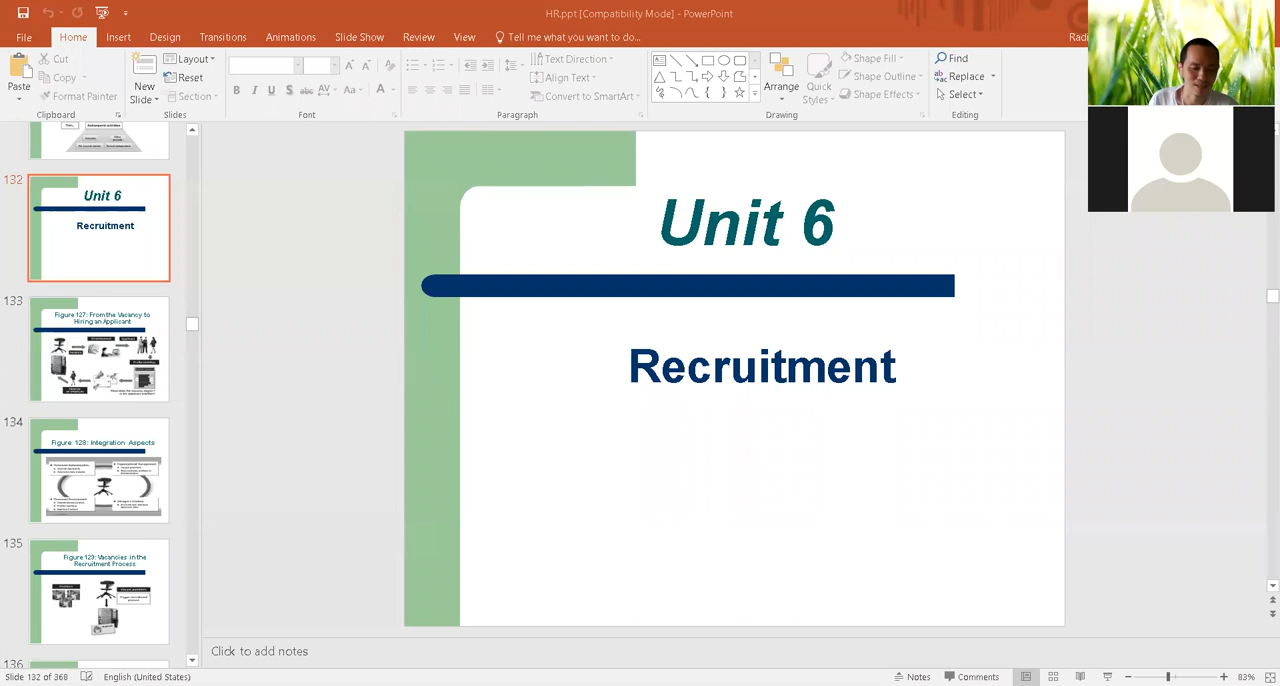 HR.ppt [Compatibility Mode] - PowerPoint
File Home Insert Design Transitions Animations Slide Show Review View Tell me what you want to do...
Cut
Copy
Format Painter
Paste
Clipboard
New
Slide
Layout
Reset
Section
Slides
B I U S abc AV Aa A
Font
Paragraph
Text Direction
Align Text
Convert to SmartArt
Arrange
Quick
Styles
Shape Fill
Shape Outline
Shape Effects
Drawing
Find
Replace
Select
Editing
132
Unit 6
Recruitment
133
Figure 127: From the Vacancy to
Hiring an Applicant
134
Figure 128: Integration Aspects
135
Figure 129: Vacancies in the
Recruitment Process
136
Unit 6
Recruitment
Click to add notes
Slide 132 of 368 English (United States) Notes Comments 83%